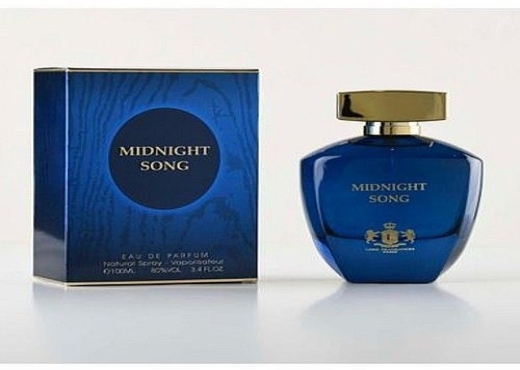 MIDNIGHT
SONG
EAU DE PARFUM
Natural Spray - Vaporisateur
℮100ML 80%VOL 3.4 FL.OZ
MIDNIGHT
SONG